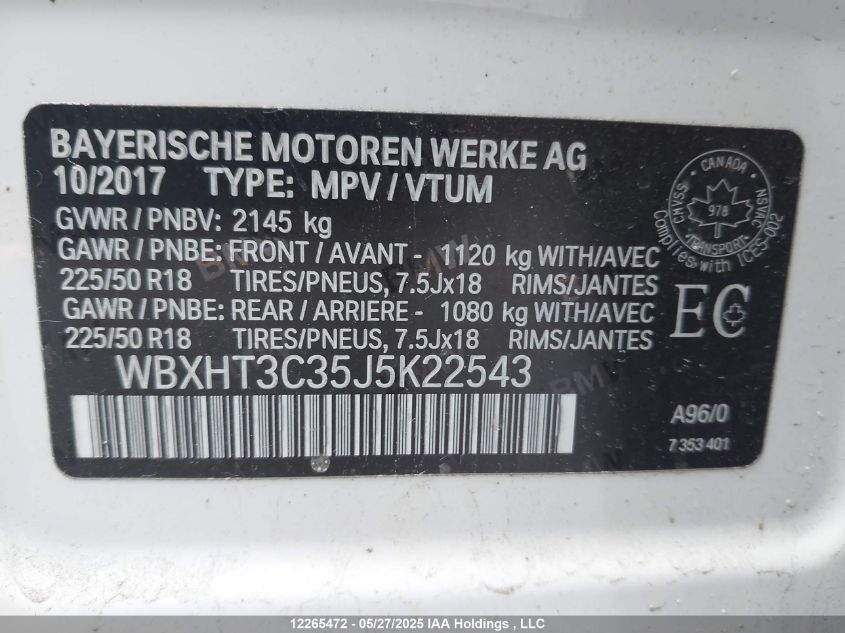 BAYERISCHE MOTOREN WERKE AG
10/2017 TYPE: MPV / VTUM
GVWR / PNBV: 2145 kg
GAWR / PNBE: FRONT / AVANT - 1120 kg WITH/AVEC
225/50 R18 TIRES/PNEUS, 7.5Jx18 RIMS/JANTES
GAWR / PNBE: REAR / ARRIERE - 1080 kg WITH/AVEC
225/50 R18 TIRES/PNEUS, 7.5Jx18 RIMS/JANTES
WBXHT3C35J5K22543
CANADA
CMVSS
NSVAC
978
TRANSPORT
Complies with ICES-002
EC
A96/0
7 353 401
BMW
12265472 - 05/27/2025 IAA Holdings , LLC